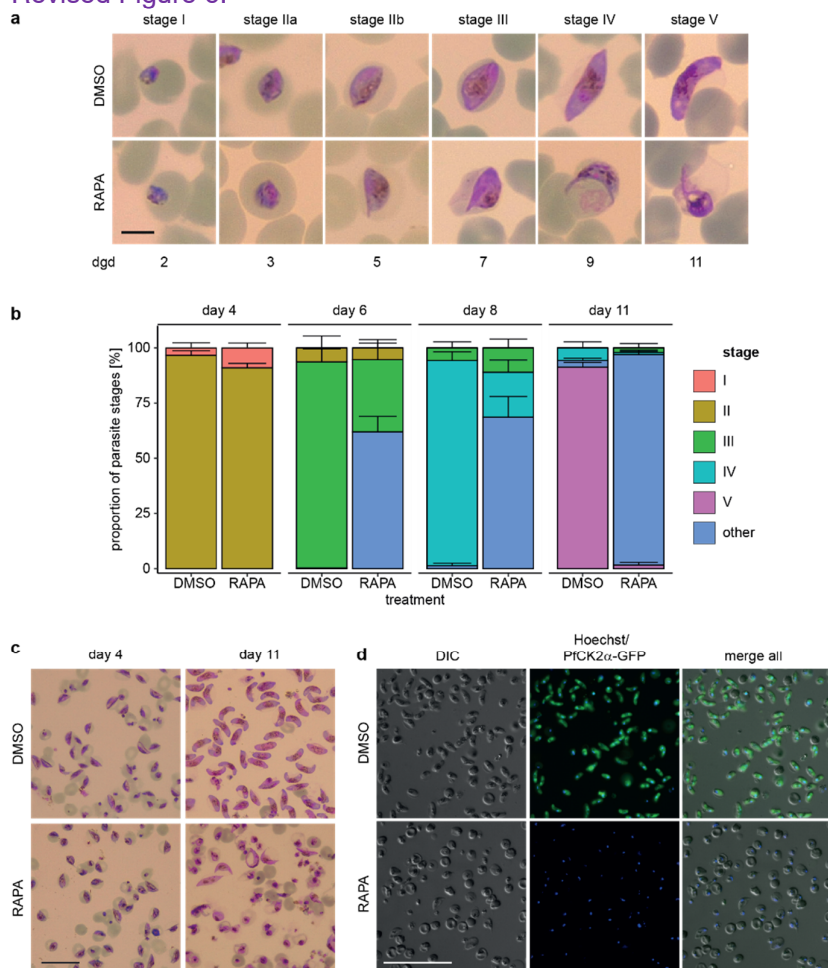 Revised Figure 6.
a
stage I stage IIa stage IIb stage III stage IV stage V
DMSO
RAPA
dgd 2 3 5 7 9 11
b
day 4 day 6 day 8 day 11
proportion of parasite stages [%]
100
75
50
25
0
DMSO RAPA DMSO RAPA DMSO RAPA DMSO RAPA
treatment
stage
I
II
III
IV
V
other
c
day 4 day 11
DMSO
RAPA
d
Hoechst/
DIC PfCK2α-GFP merge all
DMSO
RAPA